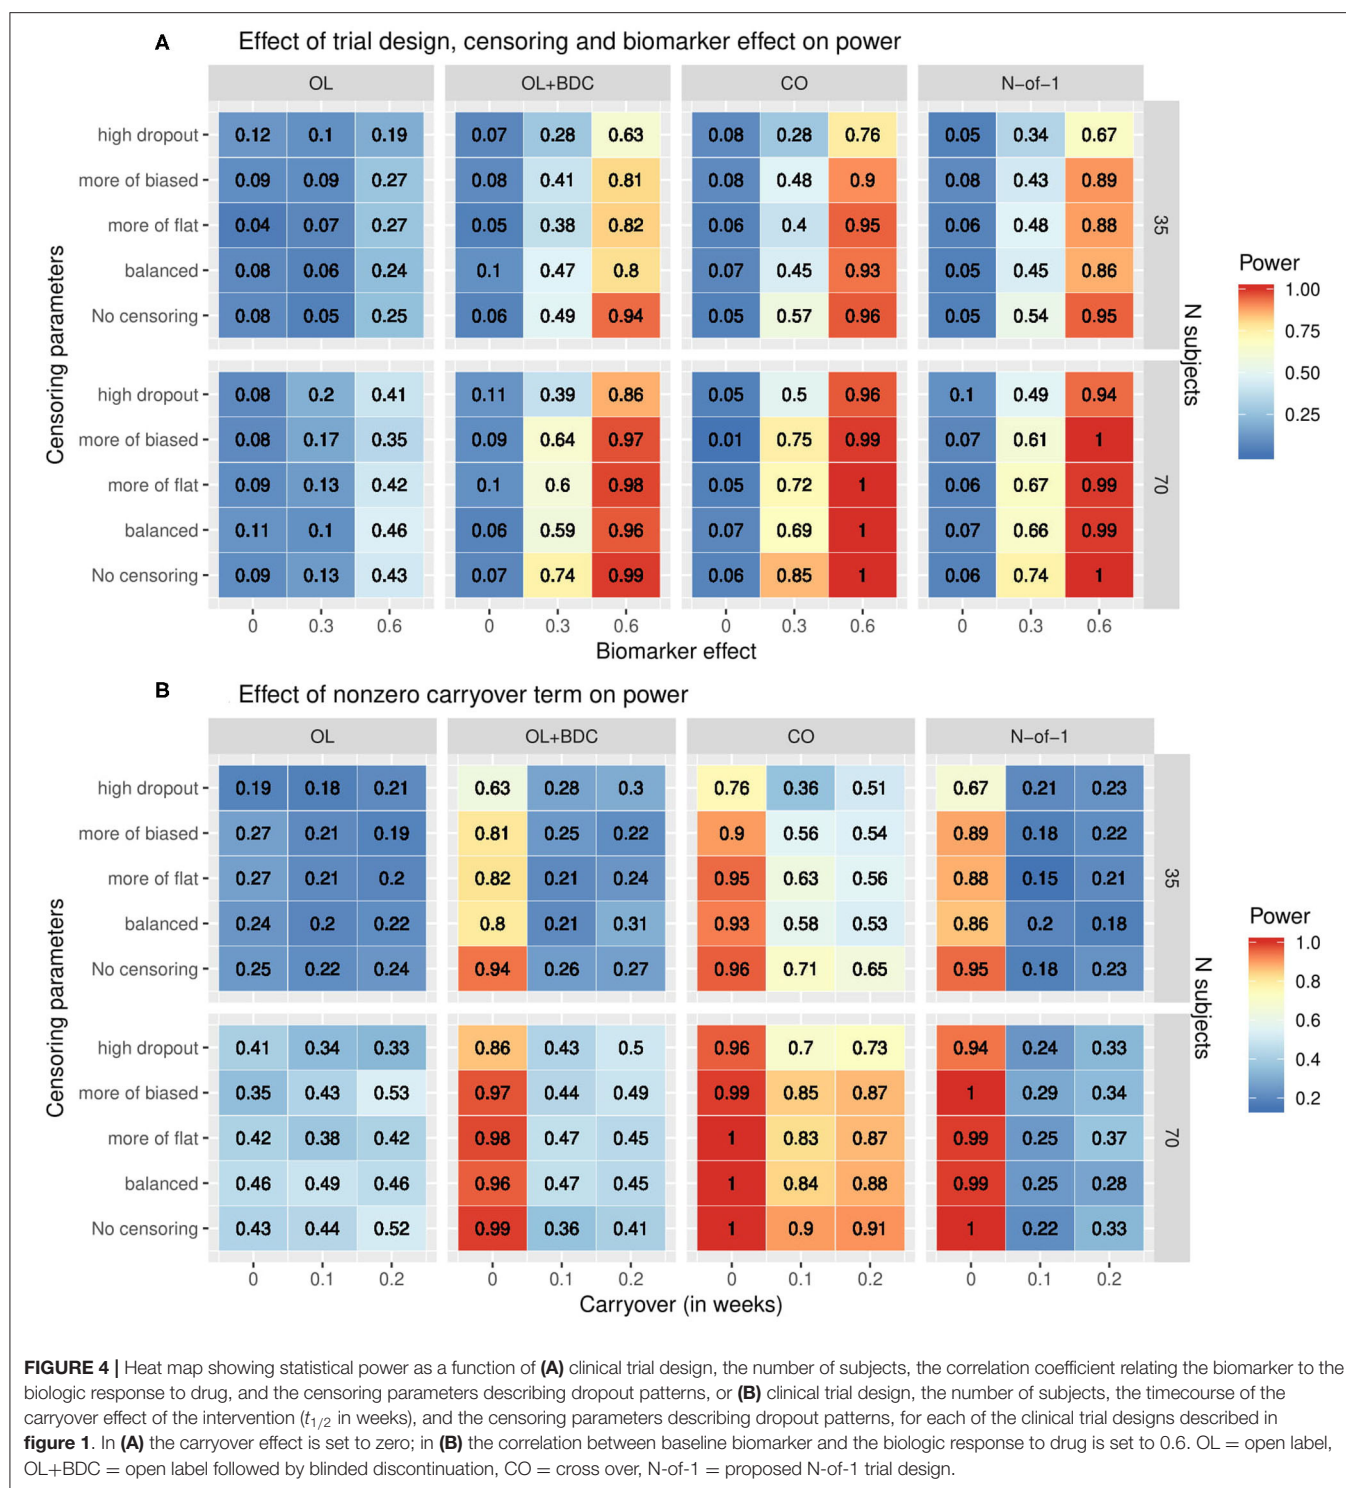 A Effect of trial design, censoring and biomarker effect on power
OL OL+BDC CO N-of-1
high dropout 0.12 0.1 0.19 0.07 0.28 0.63 0.08 0.28 0.76 0.05 0.34 0.67
more of biased 0.09 0.09 0.27 0.08 0.41 0.81 0.08 0.48 0.9 0.08 0.43 0.89
more of flat 0.04 0.07 0.27 0.05 0.38 0.82 0.06 0.4 0.95 0.06 0.48 0.88
balanced 0.08 0.06 0.24 0.1 0.47 0.8 0.07 0.45 0.93 0.05 0.45 0.86
No censoring 0.08 0.05 0.25 0.06 0.49 0.94 0.05 0.57 0.96 0.05 0.54 0.95
35
high dropout 0.08 0.2 0.41 0.11 0.39 0.86 0.05 0.5 0.96 0.1 0.49 0.94
more of biased 0.08 0.17 0.35 0.09 0.64 0.97 0.01 0.75 0.99 0.07 0.61 1
more of flat 0.09 0.13 0.42 0.1 0.6 0.98 0.05 0.72 1 0.06 0.67 0.99
balanced 0.11 0.1 0.46 0.06 0.59 0.96 0.07 0.69 1 0.07 0.66 0.99
No censoring 0.09 0.13 0.43 0.07 0.74 0.99 0.06 0.85 1 0.06 0.74 1
70
0 0.3 0.6 0 0.3 0.6 0 0.3 0.6 0 0.3 0.6
Biomarker effect
Censoring parameters
N subjects
Power
1.00
0.75
0.50
0.25
B Effect of nonzero carryover term on power
OL OL+BDC CO N-of-1
high dropout 0.19 0.18 0.21 0.63 0.28 0.3 0.76 0.36 0.51 0.67 0.21 0.23
more of biased 0.27 0.21 0.19 0.81 0.25 0.22 0.9 0.56 0.54 0.89 0.18 0.22
more of flat 0.27 0.21 0.2 0.82 0.21 0.24 0.95 0.63 0.56 0.88 0.15 0.21
balanced 0.24 0.2 0.22 0.8 0.21 0.31 0.93 0.58 0.53 0.86 0.2 0.18
No censoring 0.25 0.22 0.24 0.94 0.26 0.27 0.96 0.71 0.65 0.95 0.18 0.23
35
high dropout 0.41 0.34 0.33 0.86 0.43 0.5 0.96 0.7 0.73 0.94 0.24 0.33
more of biased 0.35 0.43 0.53 0.97 0.44 0.49 0.99 0.85 0.87 1 0.29 0.34
more of flat 0.42 0.38 0.42 0.98 0.47 0.45 1 0.83 0.87 0.99 0.25 0.37
balanced 0.46 0.49 0.46 0.96 0.47 0.45 1 0.84 0.88 0.99 0.25 0.28
No censoring 0.43 0.44 0.52 0.99 0.36 0.41 1 0.9 0.91 1 0.22 0.33
70
0 0.1 0.2 0 0.1 0.2 0 0.1 0.2 0 0.1 0.2
Carryover (in weeks)
Censoring parameters
N subjects
Power
1.0
0.8
0.6
0.4
0.2
FIGURE 4 | Heat map showing statistical power as a function of (A) clinical trial design, the number of subjects, the correlation coefficient relating the biomarker to the
biologic response to drug, and the censoring parameters describing dropout patterns, or (B) clinical trial design, the number of subjects, the timecourse of the
carryover effect of the intervention (t1/2 in weeks), and the censoring parameters describing dropout patterns, for each of the clinical trial designs described in
figure 1. In (A) the carryover effect is set to zero; in (B) the correlation between baseline biomarker and the biologic response to drug is set to 0.6. OL = open label,
OL+BDC = open label followed by blinded discontinuation, CO = cross over, N-of-1 = proposed N-of-1 trial design.